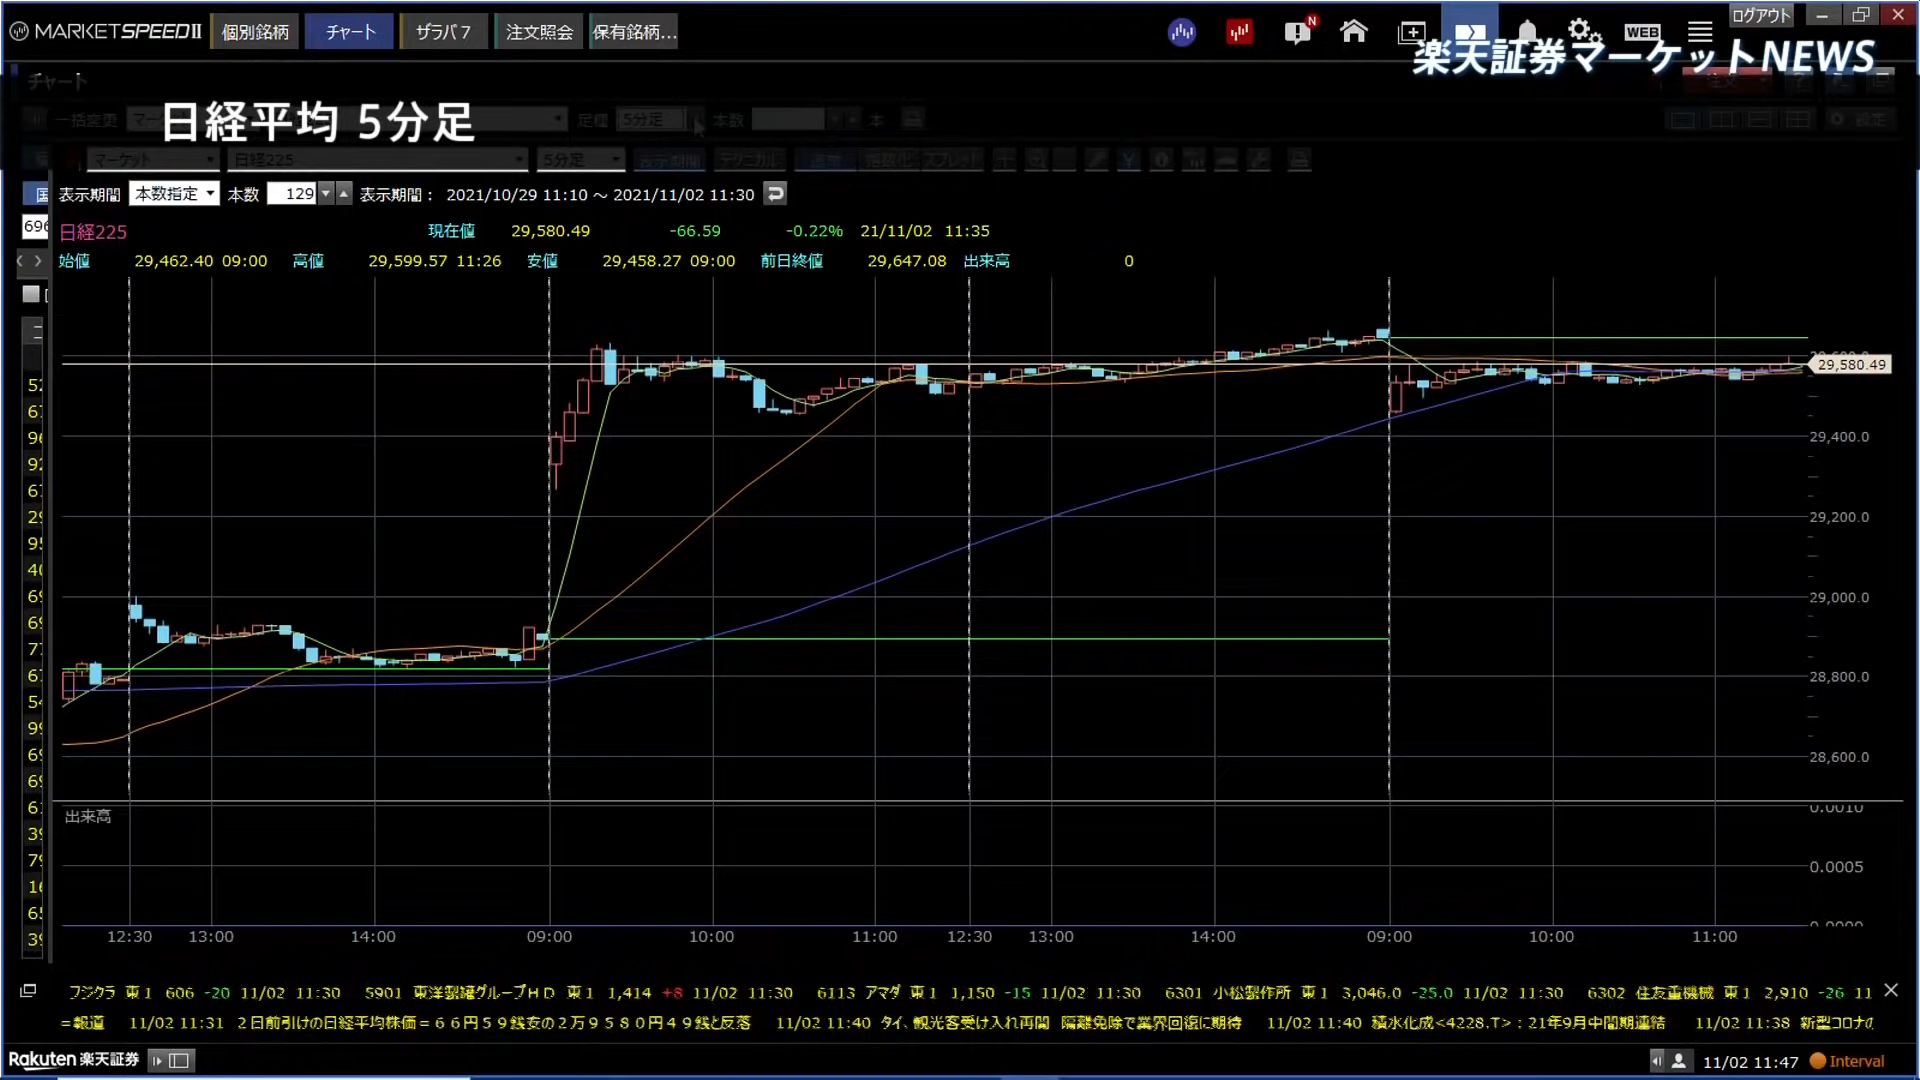 MARKETSPEEDⅡ 個別銘柄 チャート ザラバ7 注文照会 保有銘柄... N WEB ログアウト
楽天証券マーケットNEWS
チャート 注文
日経平均 5分足
一括変更 足種 5分足 本数 本 設定
マーケット 日経225 5分足 表示期間 テクニカル
表示期間 本数指定 本数 129 表示期間： 2021/10/29 11:10 ～ 2021/11/02 11:30
日経225 現在値 29,580.49 -66.59 -0.22% 21/11/02 11:35
始値 29,462.40 09:00 高値 29,599.57 11:26 安値 29,458.27 09:00 前日終値 29,647.08 出来高 0
29,580.49
29,400.0
29,200.0
29,000.0
28,800.0
28,600.0
出来高
0.0010
0.0005
0.0000
12:30 13:00 14:00 09:00 10:00 11:00 12:30 13:00 14:00 09:00 10:00 11:00
フジクラ 東1 606 -20 11/02 11:30 5901 東洋製罐グループHD 東1 1,414 +8 11/02 11:30 6113 アマダ 東1 1,150 -15 11/02 11:30 6301 小松製作所 東1 3,046.0 -25.0 11/02 11:30 6302 住友重機械 東1 2,910 -26 11
=報道 11/02 11:31 2日前引けの日経平均株価=66円59銭安の2万9580円49銭と反落 11/02 11:40 タイ、観光客受け入れ再開 隔離免除で業界回復に期待 11/02 11:40 積水化成<4228.T>：21年9月中間期連結 11/02 11:38 新型コロナの
Rakuten 楽天証券 11/02 11:47 Interval